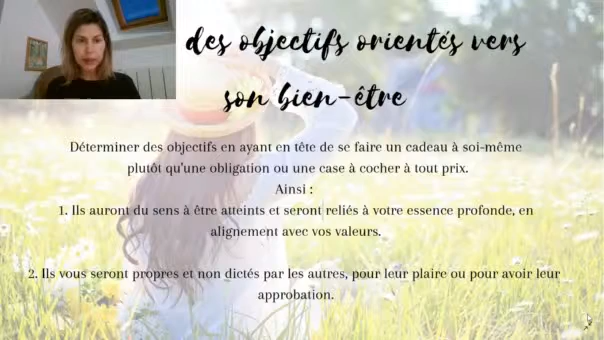 des objectifs orientés vers
son bien-être
Déterminer des objectifs en ayant en tête de se faire un cadeau à soi-même
plutôt qu'une obligation ou une case à cocher à tout prix.
Ainsi :
1. Ils auront du sens à être atteints et seront reliés à votre essence profonde, en
alignement avec vos valeurs.
2. Ils vous seront propres et non dictés par les autres, pour leur plaire ou pour avoir leur
approbation.